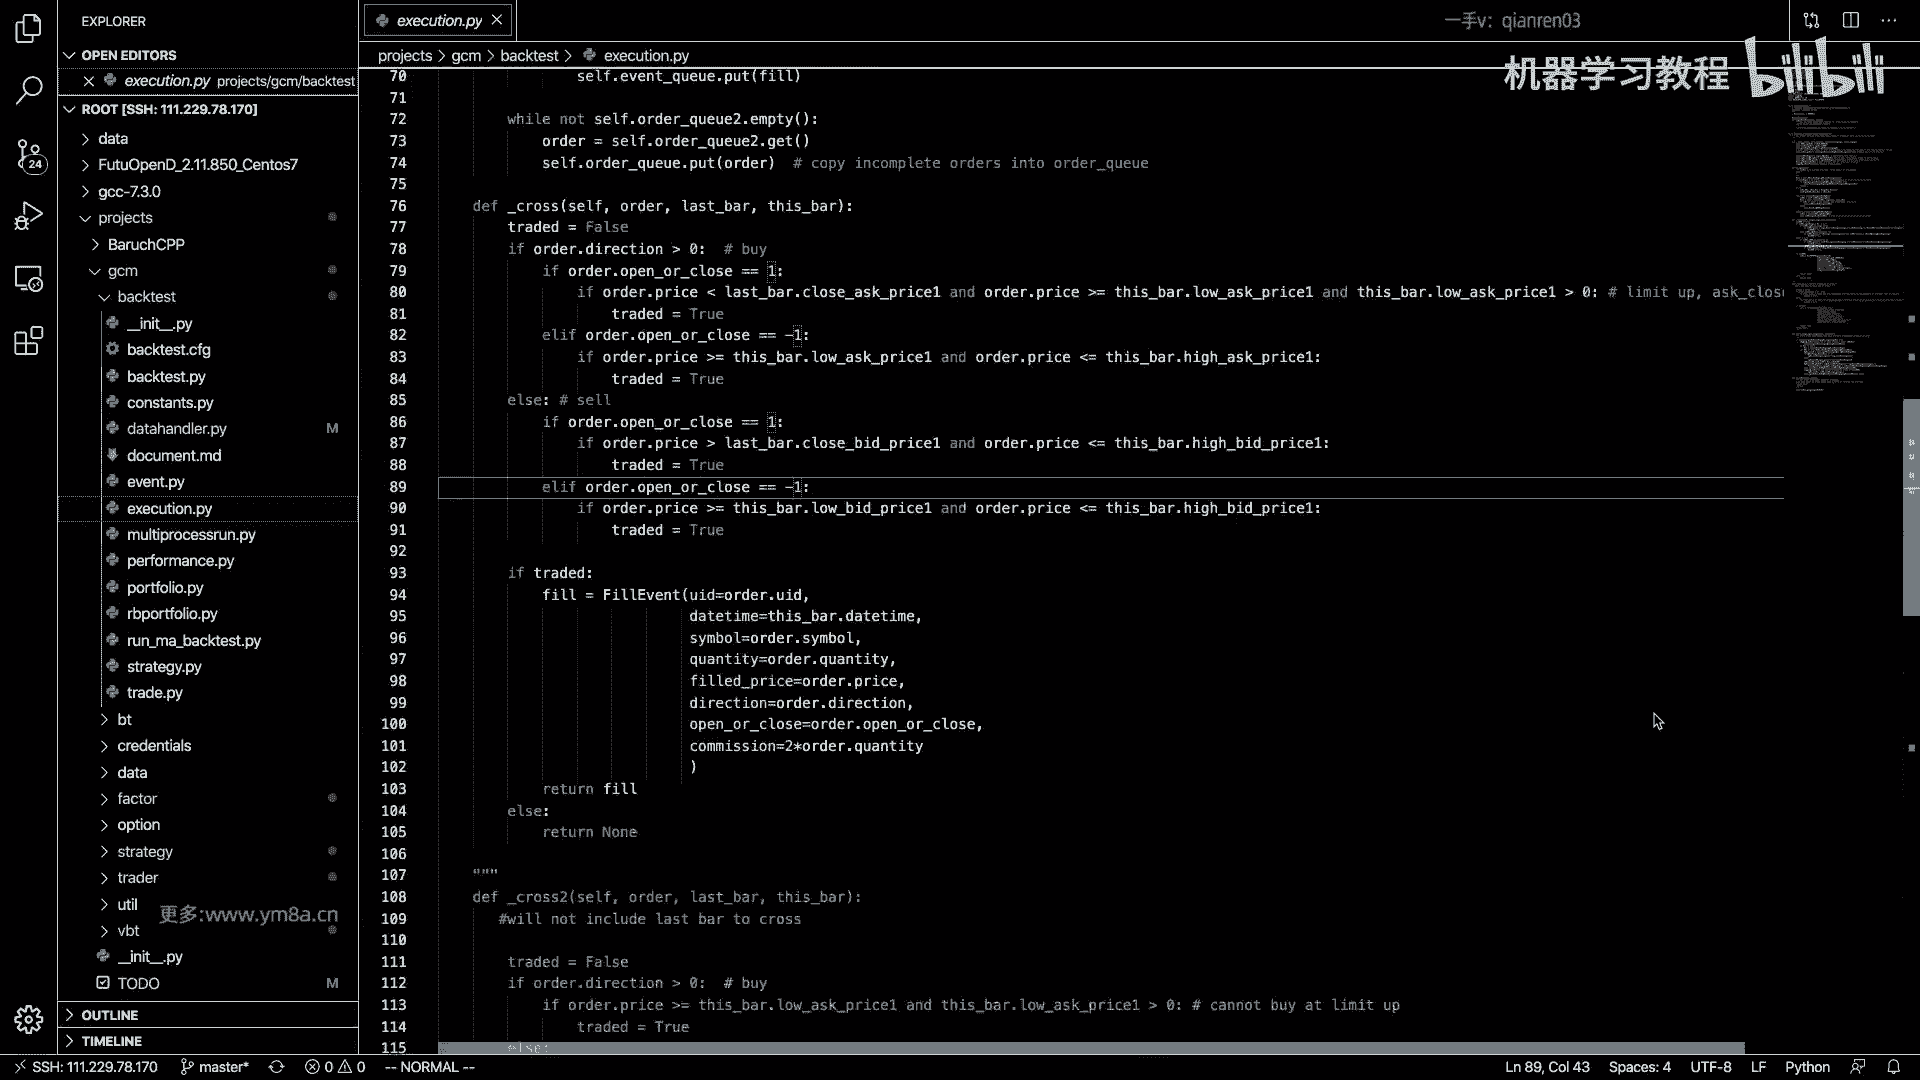 EXPLORER
OPEN EDITORS
execution.py projects/gcm/backtest
ROOT [SSH: 111.229.78.170]
data
FutuOpenD_2.11.850_Centos7
gcc-7.3.0
projects
BaruchCPP
gcm
backtest
__init__.py
backtest.cfg
backtest.py
constants.py
datahandler.py M
document.md
event.py
execution.py
multiprocessrun.py
performance.py
portfolio.py
rbportfolio.py
run_ma_backtest.py
strategy.py
trade.py
bt
credentials
data
factor
option
strategy
trader
util
更多:www.ym8a.cn
vbt
__init__.py
TODO M
OUTLINE
TIMELINE
24
execution.py
一手v: qianren03
projects > gcm > backtest > execution.py
机器学习教程 bilibili
70 self.event_queue.put(fill)
71
72 while not self.order_queue2.empty():
73 order = self.order_queue2.get()
74 self.order_queue.put(order) # copy incomplete orders into order_queue
75
76 def _cross(self, order, last_bar, this_bar):
77 traded = False
78 if order.direction > 0: # buy
79 if order.open_or_close == 1:
80 if order.price < last_bar.close_ask_price1 and order.price >= this_bar.low_ask_price1 and this_bar.low_ask_price1 > 0: # limit up, ask_clos
81 traded = True
82 elif order.open_or_close == -1:
83 if order.price >= this_bar.low_ask_price1 and order.price <= this_bar.high_ask_price1:
84 traded = True
85 else: # sell
86 if order.open_or_close == 1:
87 if order.price > last_bar.close_bid_price1 and order.price <= this_bar.high_bid_price1:
88 traded = True
89 elif order.open_or_close == -1:
90 if order.price >= this_bar.low_bid_price1 and order.price <= this_bar.high_bid_price1:
91 traded = True
92
93 if traded:
94 fill = FillEvent(uid=order.uid,
95 datetime=this_bar.datetime,
96 symbol=order.symbol,
97 quantity=order.quantity,
98 filled_price=order.price,
99 direction=order.direction,
100 open_or_close=order.open_or_close,
101 commission=2*order.quantity
102 )
103 return fill
104 else:
105 return None
106
107 """
108 def _cross2(self, order, last_bar, this_bar):
109 #will not include last bar to cross
110
111 traded = False
112 if order.direction > 0: # buy
113 if order.price >= this_bar.low_ask_price1 and this_bar.low_ask_price1 > 0: # cannot buy at limit up
114 traded = True
115 else:
SSH: 111.229.78.170 master* 0 0 -- NORMAL -- Ln 89, Col 43 Spaces: 4 UTF-8 LF Python